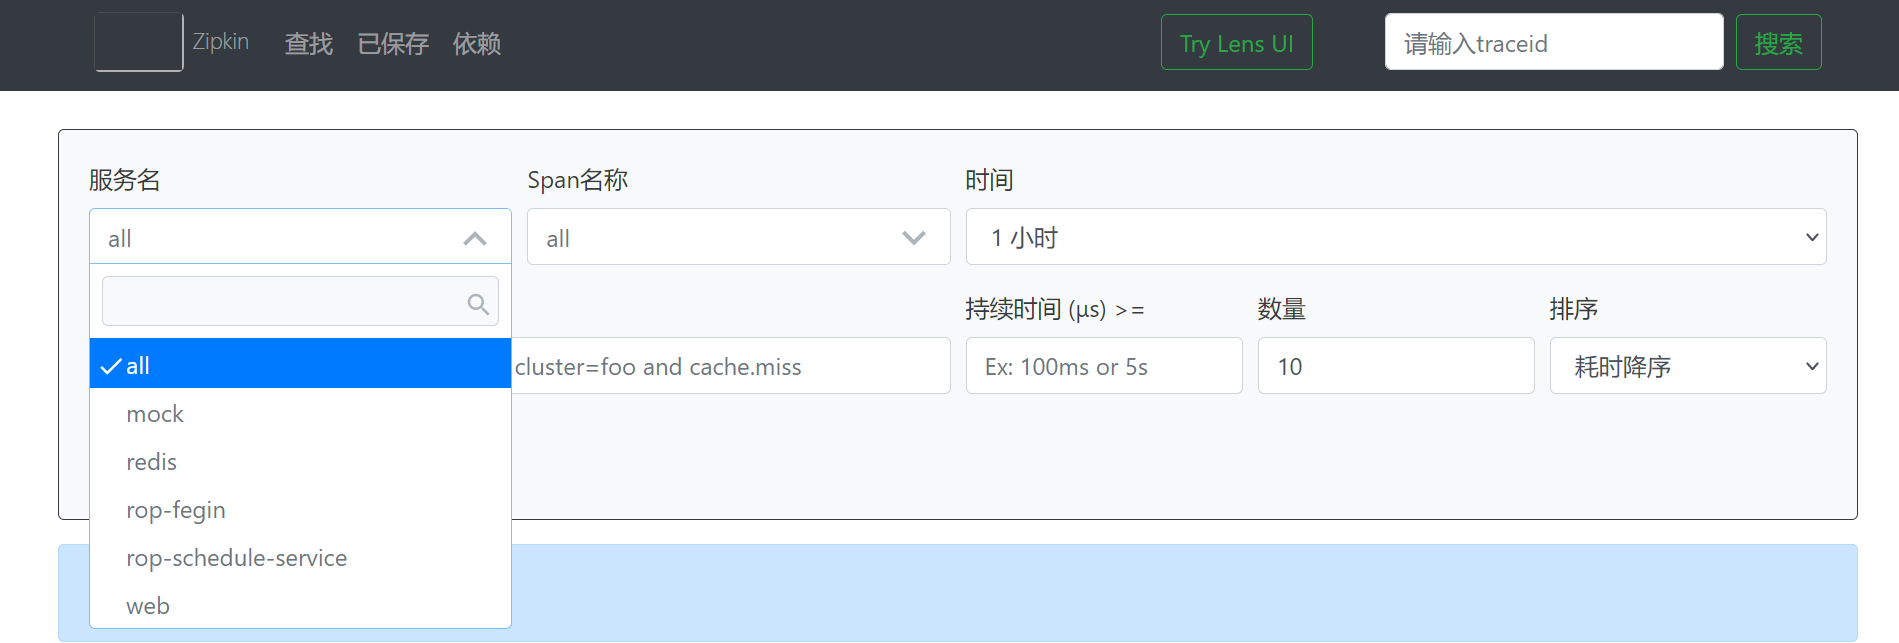 Zipkin 查找 已保存 依赖 Try Lens UI 请输入traceid 搜索
服务名 Span名称 时间
all all 1 小时
持续时间 (μs) >= 数量 排序
all cluster=foo and cache.miss Ex: 100ms or 5s 10 耗时降序
mock
redis
rop-fegin
rop-schedule-service
web